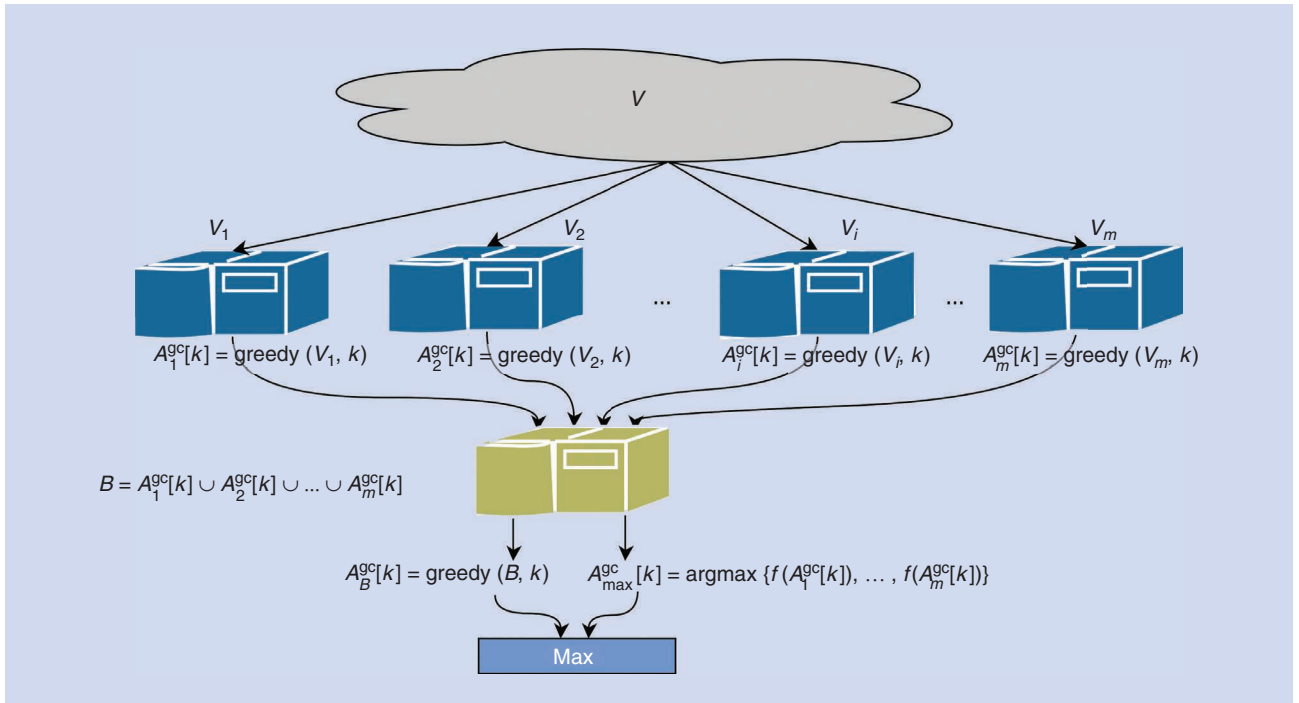 V
V₁ V₂ Vᵢ Vₘ
... ...
A₁ᵍᶜ[k] = greedy (V₁, k) A₂ᵍᶜ[k] = greedy (V₂, k) Aᵢᵍᶜ[k] = greedy (Vᵢ, k) Aₘᵍᶜ[k] = greedy (Vₘ, k)
B = A₁ᵍᶜ[k] ∪ A₂ᵍᶜ[k] ∪ ... ∪ Aₘᵍᶜ[k]
A_Bᵍᶜ[k] = greedy (B, k) Aₘₐₓᵍᶜ[k] = argmax {f(A₁ᵍᶜ[k]), … , f(Aₘᵍᶜ[k])}
Max